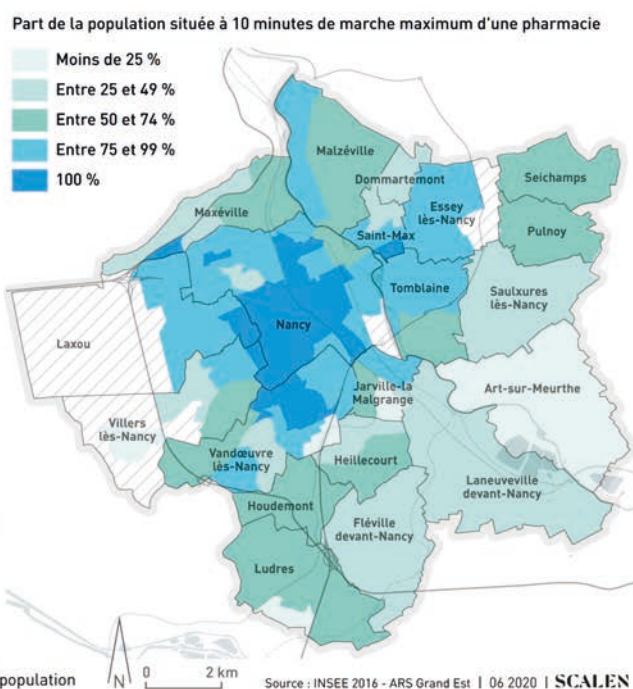 Part de la population située à 10 minutes de marche maximum d'une pharmacie
Moins de 25 %
Entre 25 et 49 %
Entre 50 et 74 %
Entre 75 et 99 %
100 %
Malzéville
Dommartemont
Seichamps
Essey
lès-Nancy
Maxéville
Saint-Max
Pulnoy
Tomblaine
Saulxures
lès-Nancy
Nancy
Laxou
Jarville-la
Malgrange
Art-sur-Meurthe
Villers
lès-Nancy
Vandœuvre
lès-Nancy
Heillecourt
Laneuveville
devant-Nancy
Houdemont
Fléville
devant-Nancy
Ludres
population
N
0 2 km
Source : INSEE 2016 - ARS Grand Est | 06 2020 | SCALEN